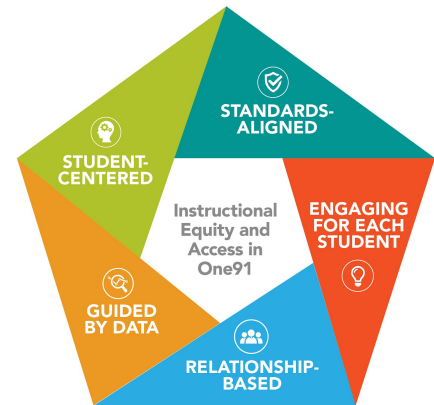 STANDARDS-
ALIGNED
ENGAGING
FOR EACH
STUDENT
RELATIONSHIP-
BASED
GUIDED
BY DATA
STUDENT-
CENTERED
Instructional
Equity and
Access in
One91